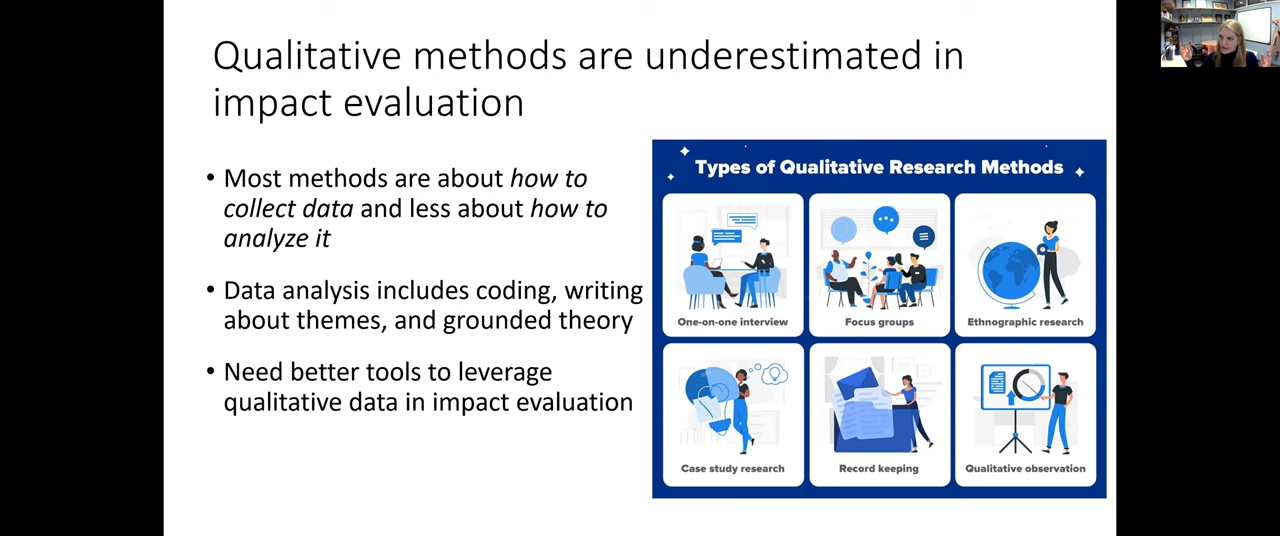 Qualitative methods are underestimated in
impact evaluation
• Most methods are about how to
collect data and less about how to
analyze it
• Data analysis includes coding, writing
about themes, and grounded theory
• Need better tools to leverage
qualitative data in impact evaluation
Types of Qualitative Research Methods
One-on-one interview
Focus groups
Ethnographic research
Case study research
Record keeping
Qualitative observation